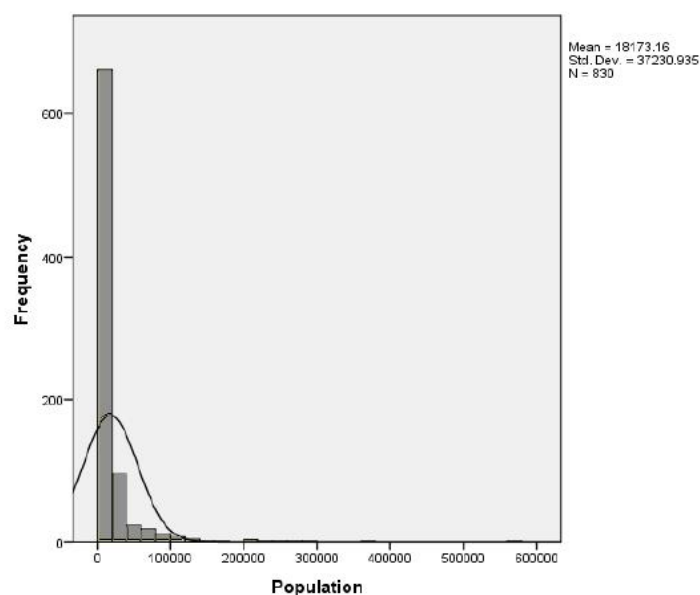 Mean = 18173.16
Std. Dev. = 37230.935
N = 830
600
400
200
0
Frequency
0 100000 200000 300000 400000 500000 600000
Population